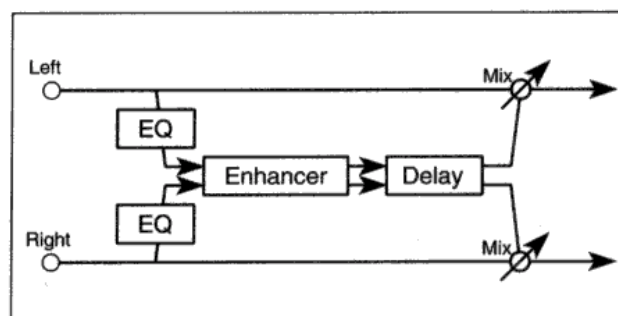 Left
Mix
EQ
Enhancer
Delay
EQ
Right
Mix